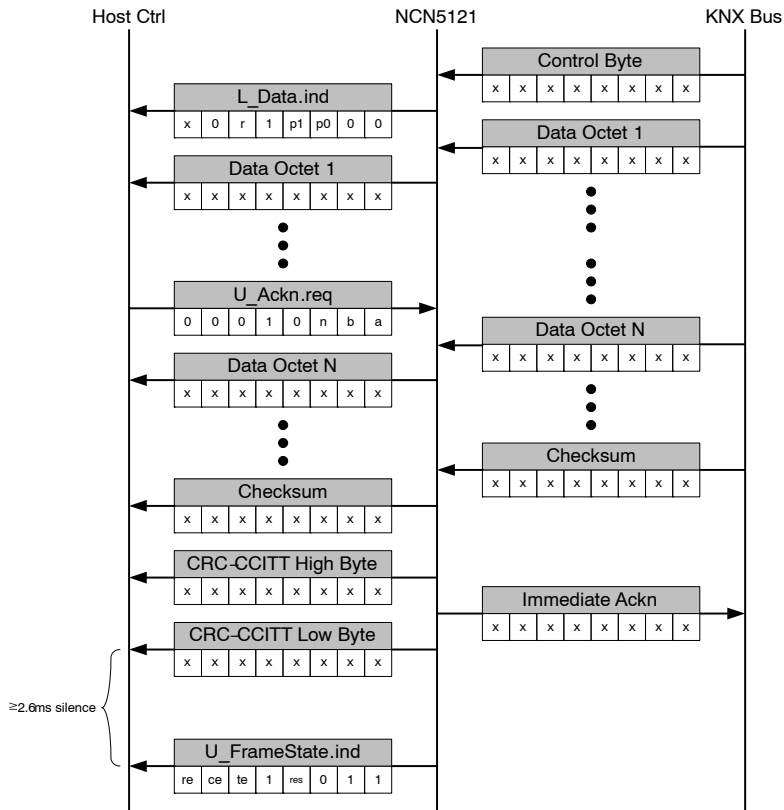 Host Ctrl NCN5121 KNX Bus
Control Byte
x x x x x x x x
L_Data.ind
x 0 r 1 p1 p0 0 0
Data Octet 1
x x x x x x x x
Data Octet 1
x x x x x x x x
U_Ackn.req
0 0 0 1 0 n b a
Data Octet N
x x x x x x x x
Data Octet N
x x x x x x x x
Checksum
x x x x x x x x
Checksum
x x x x x x x x
CRC-CCITT High Byte
x x x x x x x x
Immediate Ackn
x x x x x x x x
CRC-CCITT Low Byte
x x x x x x x x
≥2.6ms silence
U_FrameState.ind
re ce te 1 res 0 1 1